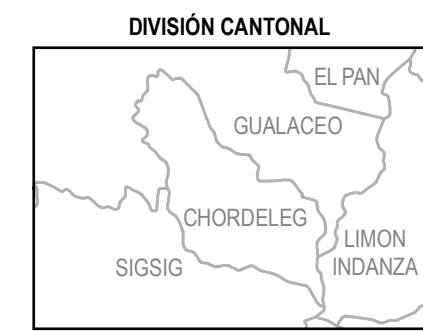 DIVISIÓN CANTONAL
EL PAN
GUALACEO
CHORDELEG
LIMON
INDANZA
SIGSIG